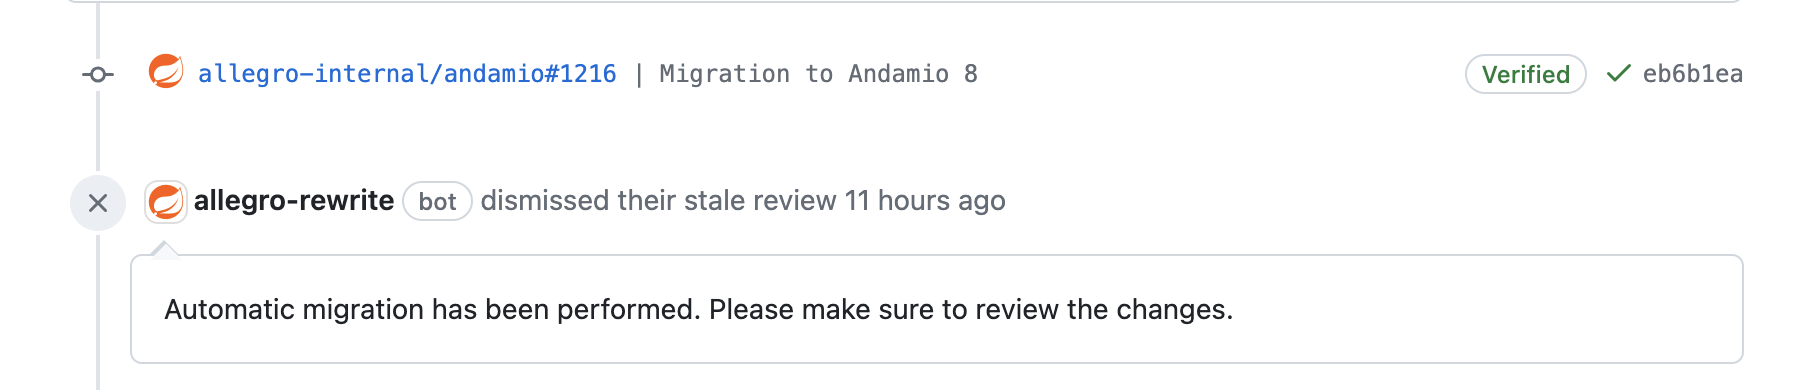 allegro-internal/andamio#1216 | Migration to Andamio 8 Verified eb6b1ea
allegro-rewrite bot dismissed their stale review 11 hours ago
Automatic migration has been performed. Please make sure to review the changes.